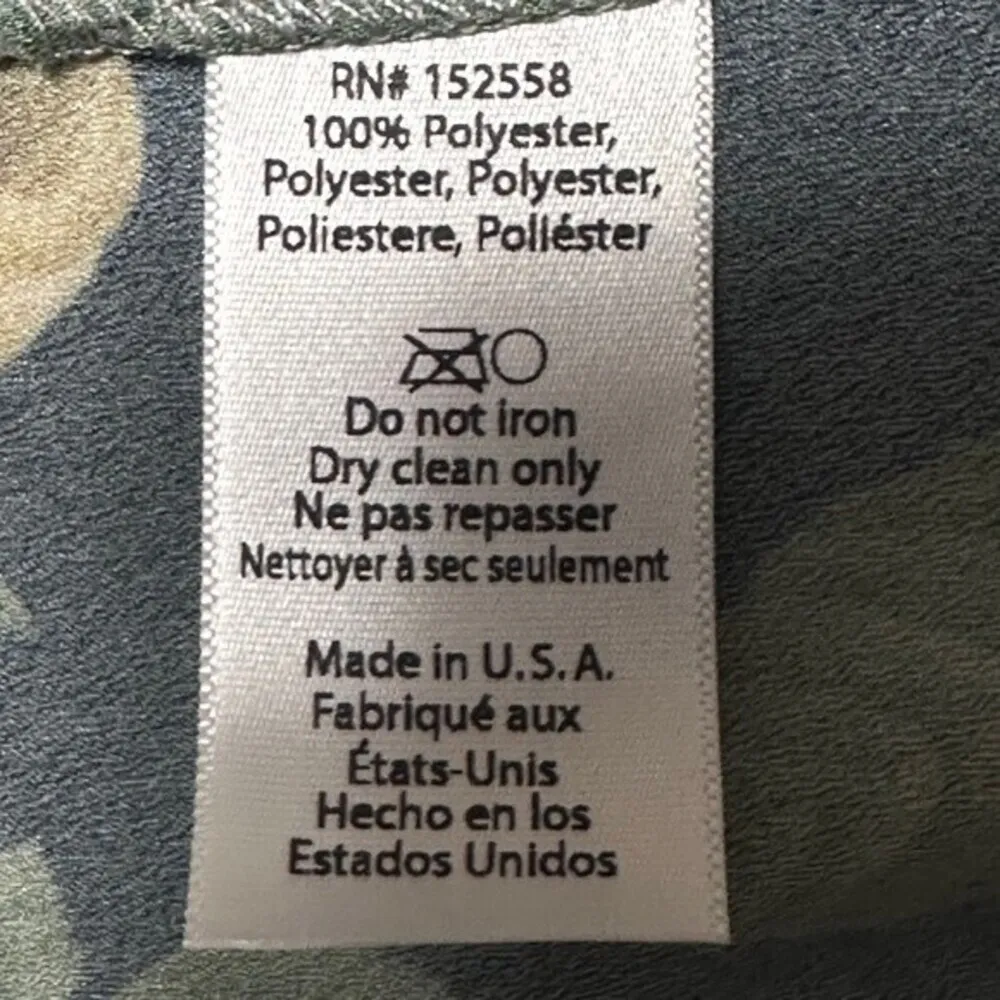 RN# 152558
100% Polyester,
Polyester, Polyester,
Poliestere, Polléster
Do not iron
Dry clean only
Ne pas repasser
Nettoyer à sec seulement
Made in U.S.A.
Fabriqué aux
États-Unis
Hecho en los
Estados Unidos